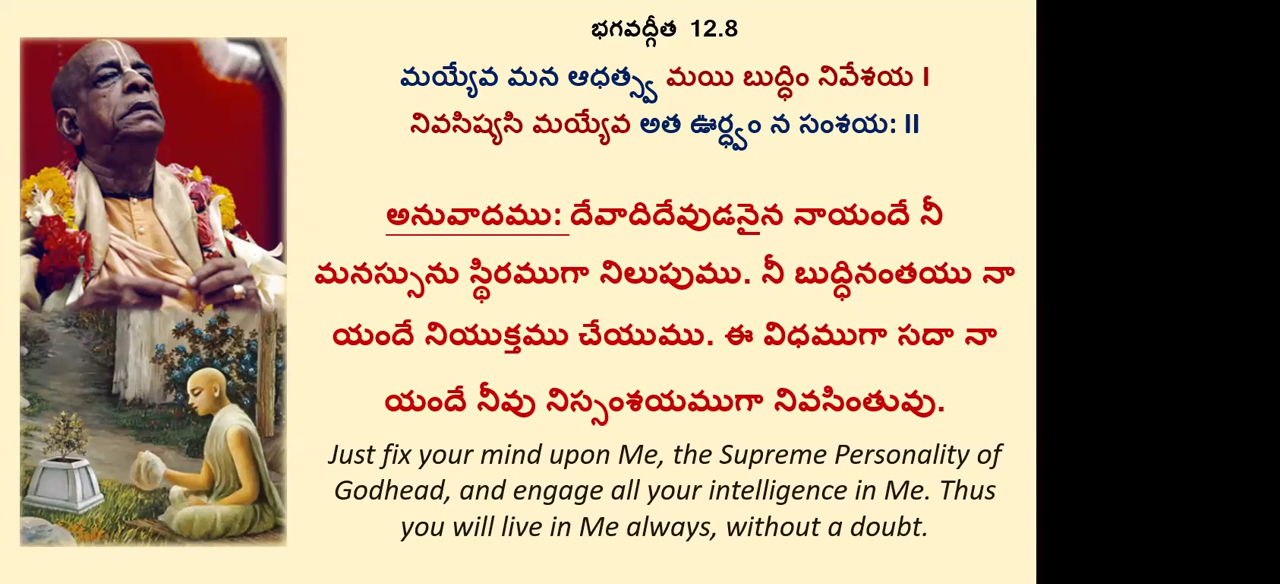 భగవద్గీత 12.8
మయ్యేవ మన ఆధత్స్వ మయి బుద్ధిం నివేశయ I
నివసిష్యసి మయ్యేవ అత ఊర్ధ్వం న సంశయ: II
అనువాదము: దేవాదిదేవుడనైన నాయందే నీ
మనస్సును స్థిరముగా నిలుపుము. నీ బుద్ధినంతయు నా
యందే నియుక్తము చేయుము. ఈ విధముగా సదా నా
యందే నీవు నిస్సంశయముగా నివసింతువు.
Just fix your mind upon Me, the Supreme Personality of
Godhead, and engage all your intelligence in Me. Thus
you will live in Me always, without a doubt.